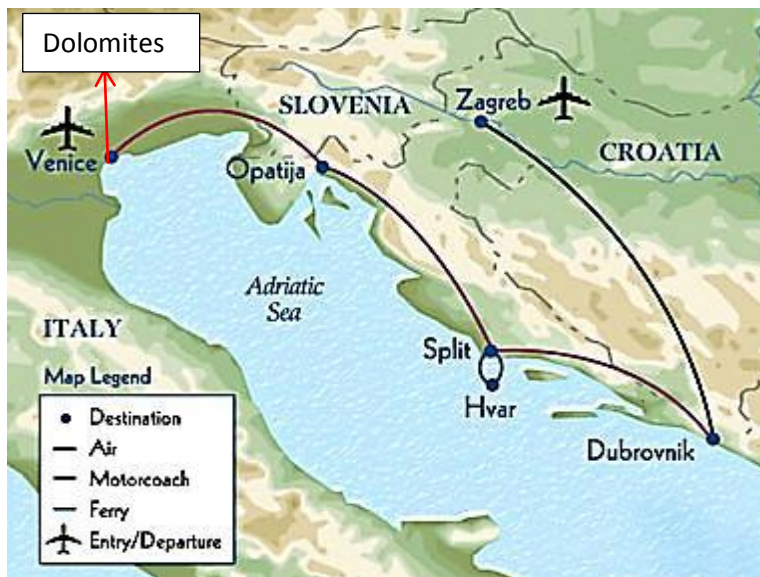 Dolomites
SLOVENIA
Zagreb
Venice
Opatija
CROATIA
Adriatic
Sea
ITALY
Split
Hvar
Dubrovnik
Map Legend
Destination
Air
Motorcoach
Ferry
Entry/Departure